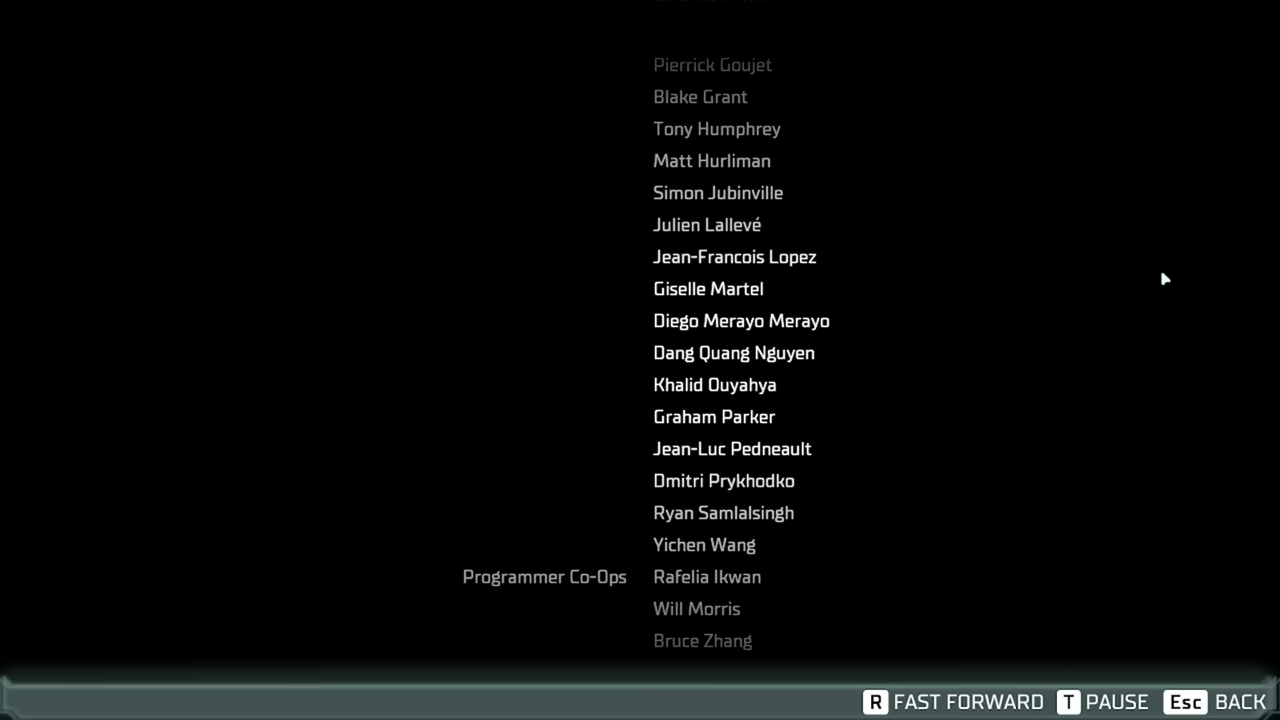 Pierrick Goujet
Blake Grant
Tony Humphrey
Matt Hurliman
Simon Jubinville
Julien Lallevé
Jean-Francois Lopez
Giselle Martel
Diego Merayo Merayo
Dang Quang Nguyen
Khalid Ouyahya
Graham Parker
Jean-Luc Pedneault
Dmitri Prykhodko
Ryan Samlalsingh
Yichen Wang
Programmer Co-Ops Rafelia Ikwan
Will Morris
Bruce Zhang
R FAST FORWARD T PAUSE Esc BACK